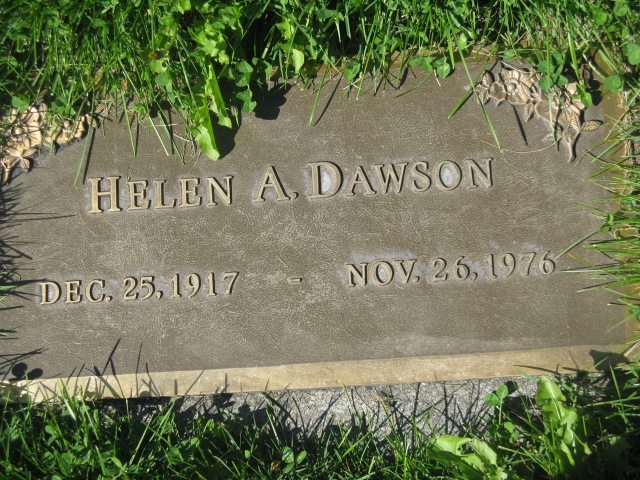 HELEN A. DAWSON
DEC. 25, 1917 - NOV. 26, 1976